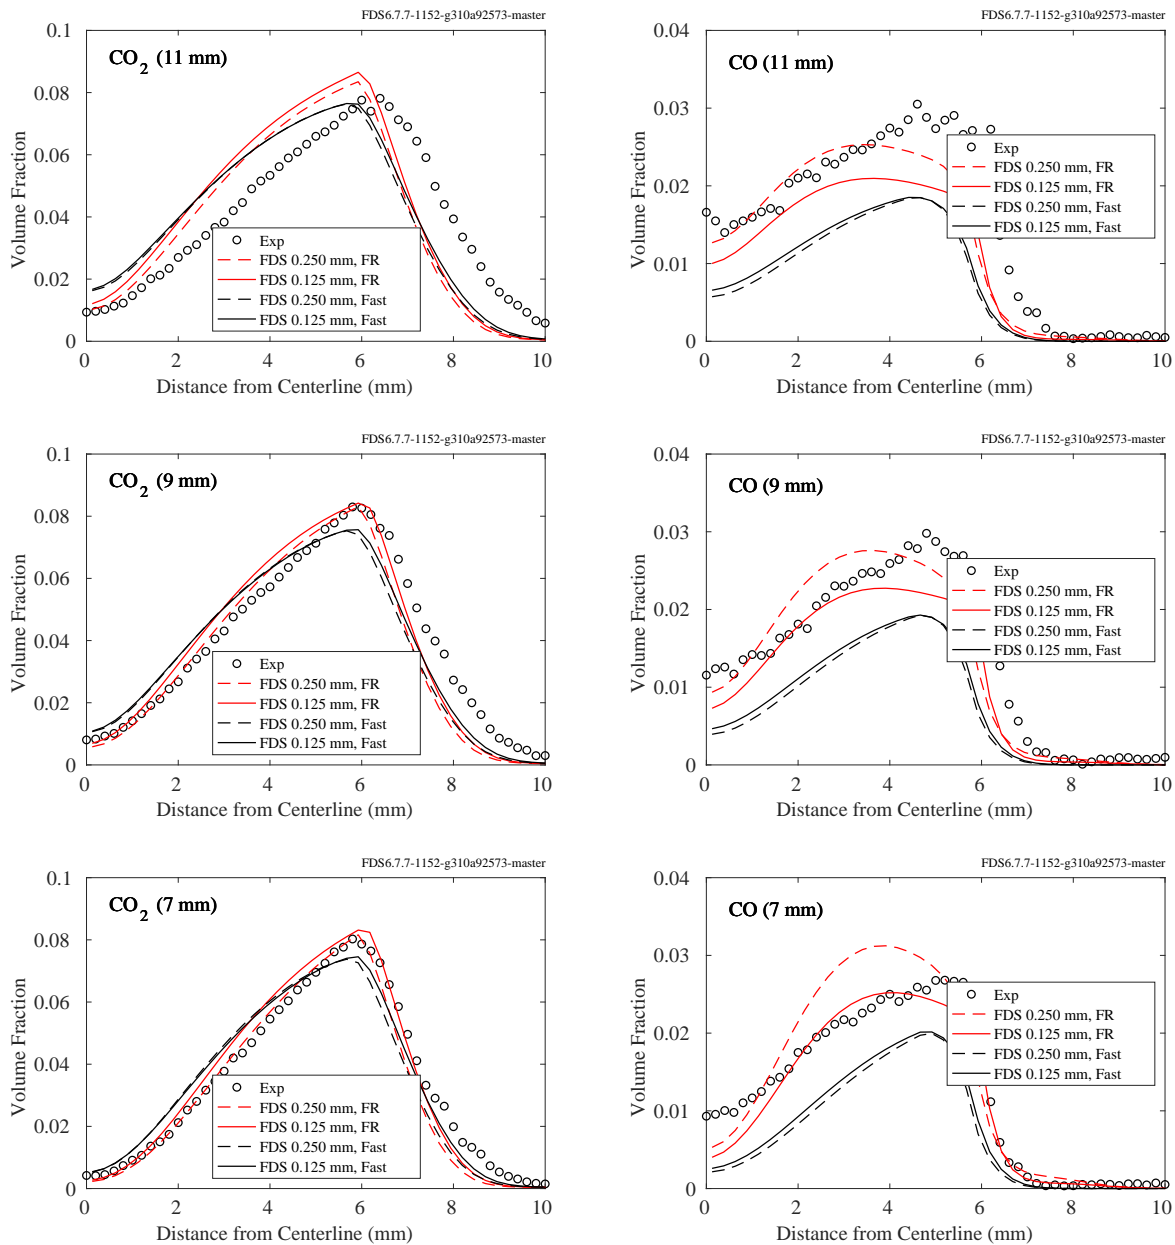 FDS6.7.7-1152-g310a92573-master
CO2 (11 mm)
Volume Fraction
0.1
0.08
0.06
0.04
0.02
0
Exp
FDS 0.250 mm, FR
FDS 0.125 mm, FR
FDS 0.250 mm, Fast
FDS 0.125 mm, Fast
0 2 4 6 8 10
Distance from Centerline (mm)
FDS6.7.7-1152-g310a92573-master
CO (11 mm)
Volume Fraction
0.04
0.03
0.02
0.01
0
Exp
FDS 0.250 mm, FR
FDS 0.125 mm, FR
FDS 0.250 mm, Fast
FDS 0.125 mm, Fast
0 2 4 6 8 10
Distance from Centerline (mm)
FDS6.7.7-1152-g310a92573-master
CO2 (9 mm)
Volume Fraction
0.1
0.08
0.06
0.04
0.02
0
Exp
FDS 0.250 mm, FR
FDS 0.125 mm, FR
FDS 0.250 mm, Fast
FDS 0.125 mm, Fast
0 2 4 6 8 10
Distance from Centerline (mm)
FDS6.7.7-1152-g310a92573-master
CO (9 mm)
Volume Fraction
0.04
0.03
0.02
0.01
0
Exp
FDS 0.250 mm, FR
FDS 0.125 mm, FR
FDS 0.250 mm, Fast
FDS 0.125 mm, Fast
0 2 4 6 8 10
Distance from Centerline (mm)
FDS6.7.7-1152-g310a92573-master
CO2 (7 mm)
Volume Fraction
0.1
0.08
0.06
0.04
0.02
0
Exp
FDS 0.250 mm, FR
FDS 0.125 mm, FR
FDS 0.250 mm, Fast
FDS 0.125 mm, Fast
0 2 4 6 8 10
Distance from Centerline (mm)
FDS6.7.7-1152-g310a92573-master
CO (7 mm)
Volume Fraction
0.04
0.03
0.02
0.01
0
Exp
FDS 0.250 mm, FR
FDS 0.125 mm, FR
FDS 0.250 mm, Fast
FDS 0.125 mm, Fast
0 2 4 6 8 10
Distance from Centerline (mm)